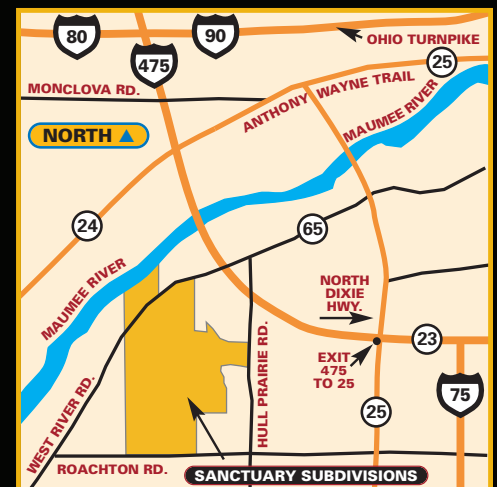 80
90
475
OHIO TURNPIKE
25
MONCLOVA RD.
ANTHONY WAYNE TRAIL
MAUMEE RIVER
NORTH ▲
24
65
MAUMEE RIVER
NORTH
DIXIE
HWY.
23
EXIT
475
TO 25
HULL PRAIRIE RD.
75
25
WEST RIVER RD.
ROACHTON RD.
SANCTUARY SUBDIVISIONS